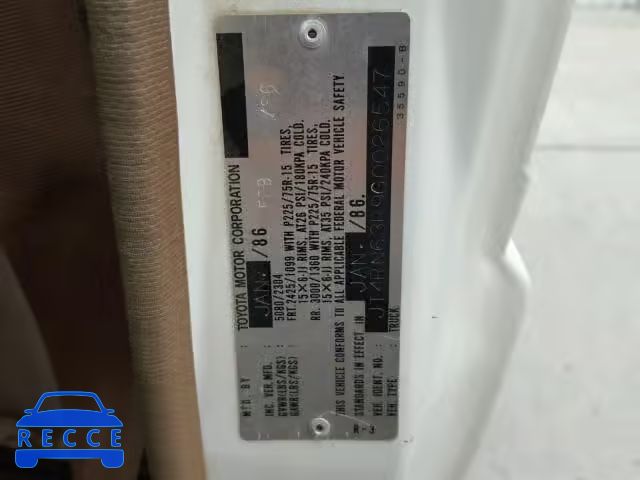 MFD. BY TOYOTA MOTOR CORPORATION
JAN. /86
INC. VEH. MFD.
GVWR(LBS/KGS) 5080/2304
GAWR(LBS/KGS) FRT. 2425/1099 WITH P225/75R-15 TIRES,
15×6-JJ RIMS, AT26 PSI/180KPA COLD.
RR. 3000/1360 WITH P225/75R-15 TIRES,
15×6-JJ RIMS, AT35 PSI/240KPA COLD.
THIS VEHICLE CONFORMS TO ALL APPLICABLE FEDERAL MOTOR VEHICLE SAFETY
STANDARDS IN EFFECT IN JAN. /86.
VEH. IDENT. NO.: JT4RN63R9G0026547
VEH. TYPE: TRUCK 35590-B
RECCE